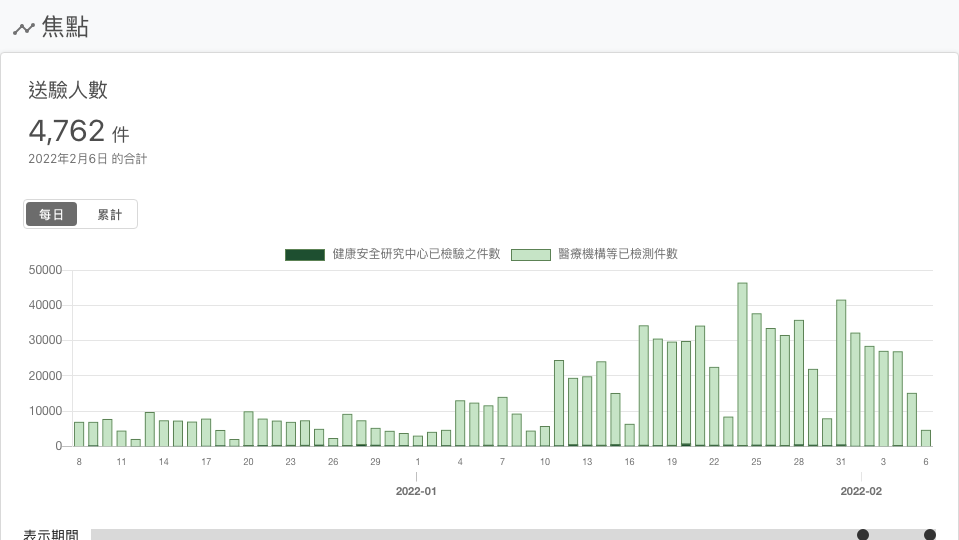 焦點
送驗人數
4,762 件
2022年2月6日 的合計
每日 累計
健康安全研究中心已檢驗之件數 醫療機構等已檢測件數
50000
40000
30000
20000
10000
0
8 11 14 17 20 23 26 29 1 4 7 10 13 16 19 22 25 28 31 3 6
2022-01 2022-02
表示期間